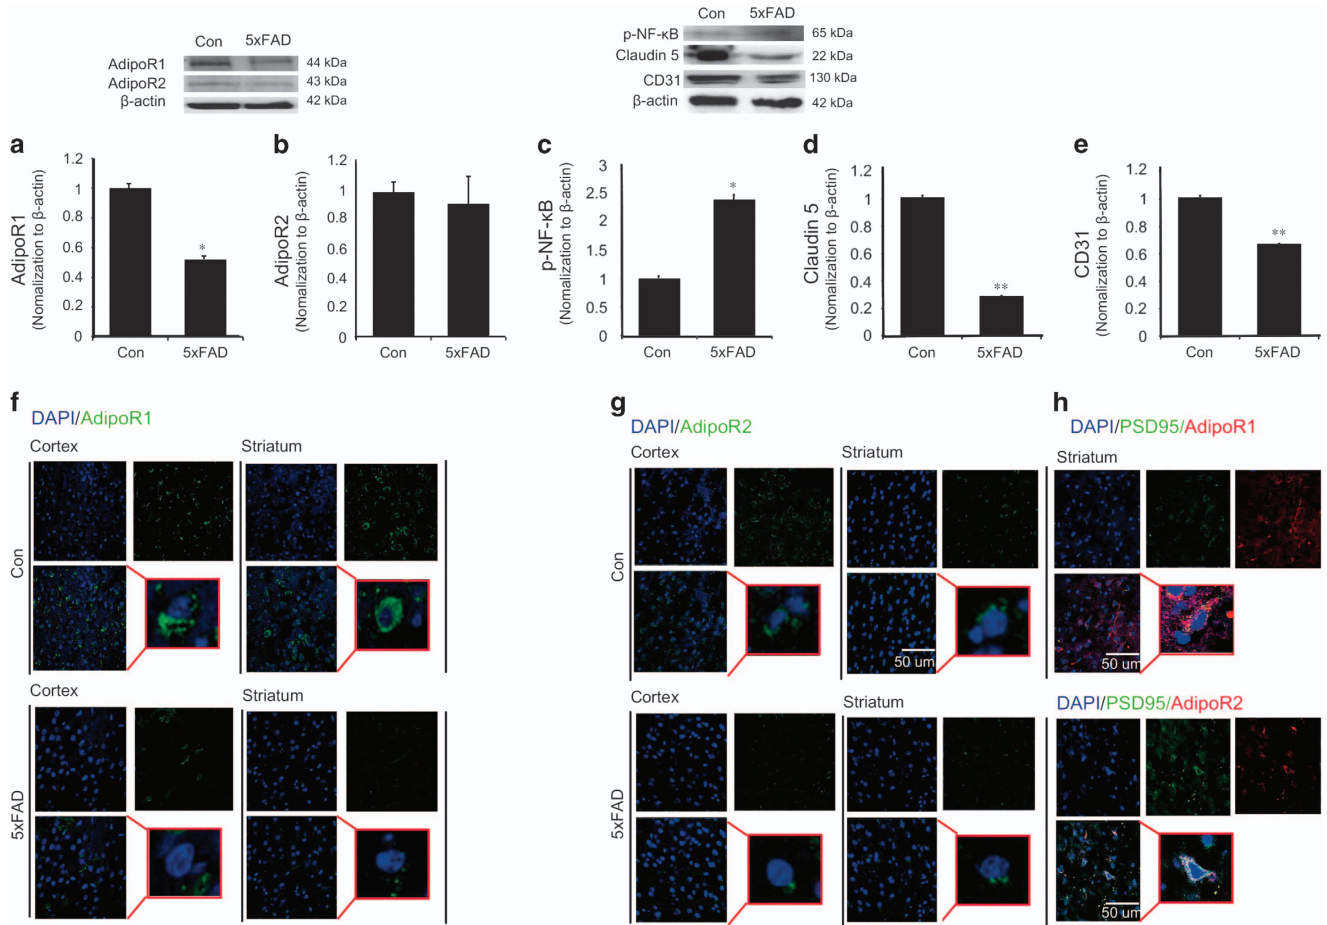 Con 5xFAD
AdipoR1 44 kDa
AdipoR2 43 kDa
β-actin 42 kDa
Con 5xFAD
p-NF-κB 65 kDa
Claudin 5 22 kDa
CD31 130 kDa
β-actin 42 kDa
a
AdipoR1
(Nomalization to β-actin)
1.2
1
0.8
0.6
0.4
0.2
0
*
Con 5xFAD
b
AdipoR2
(Nomalization to β-actin)
1.2
1
0.8
0.6
0.4
0.2
0
Con 5xFAD
c
p-NF-κB
(Nomalization to β-actin)
3
2.5
2
1.5
1
0.5
0
*
Con 5xFAD
d
Claudin 5
(Nomalization to β-actin)
1.2
1
0.8
0.6
0.4
0.2
0
**
Con 5xFAD
e
CD31
(Nomalization to β-actin)
1.2
1
0.8
0.6
0.4
0.2
0
**
Con 5xFAD
f
DAPI/AdipoR1
Cortex Striatum
Con
Cortex Striatum
5xFAD
g
DAPI/AdipoR2
Cortex Striatum
Con
50 um
Cortex Striatum
5xFAD
h
DAPI/PSD95/AdipoR1
Striatum
50 um
DAPI/PSD95/AdipoR2
50 um